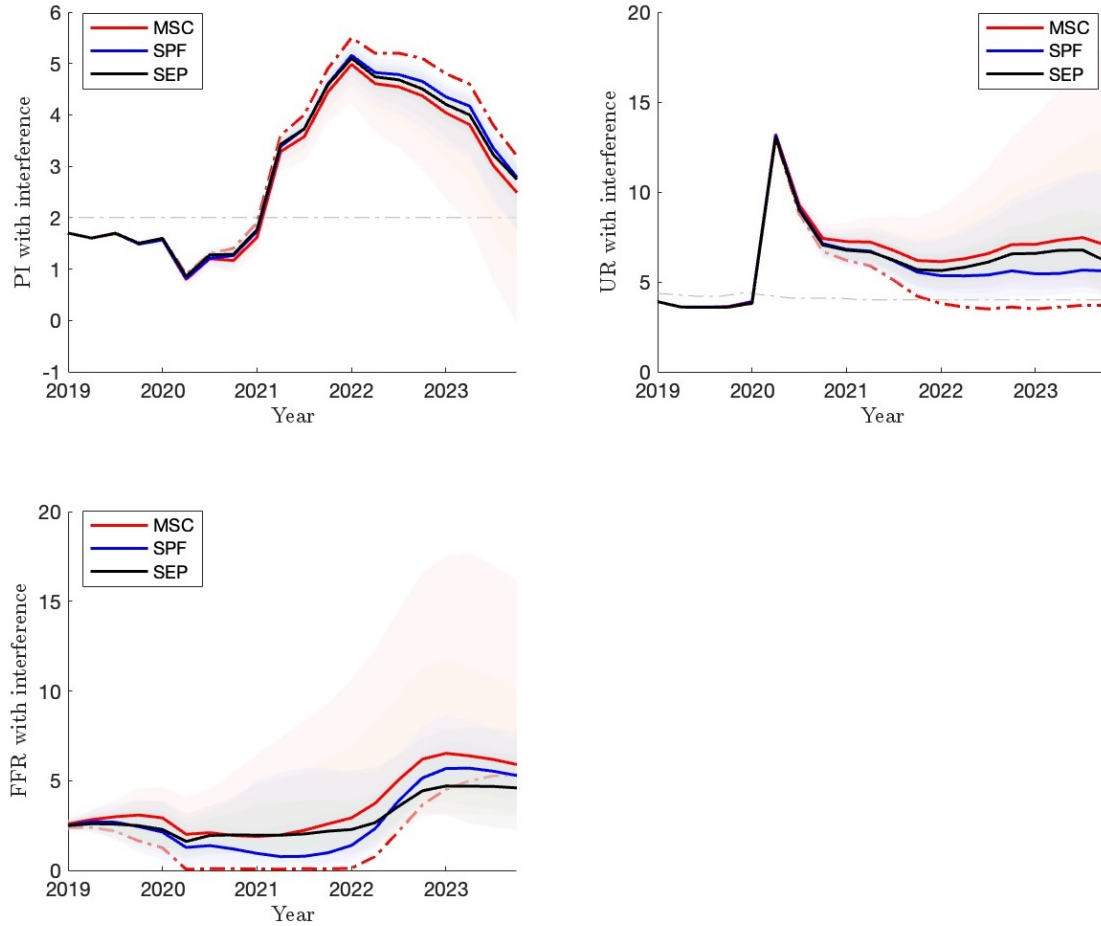 PI with interference
6
5
4
3
2
1
0
-1
MSC
SPF
SEP
2019 2020 2021 2022 2023
Year
UR with interference
20
15
10
5
0
MSC
SPF
SEP
2019 2020 2021 2022 2023
Year
FFR with interference
20
15
10
5
0
MSC
SPF
SEP
2019 2020 2021 2022 2023
Year